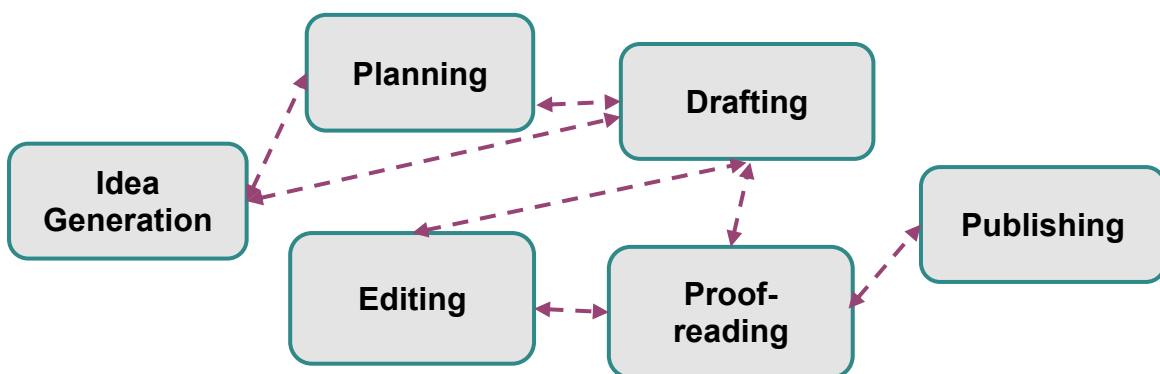 Planning
Drafting
Idea
Generation
Publishing
Editing
Proof-
reading